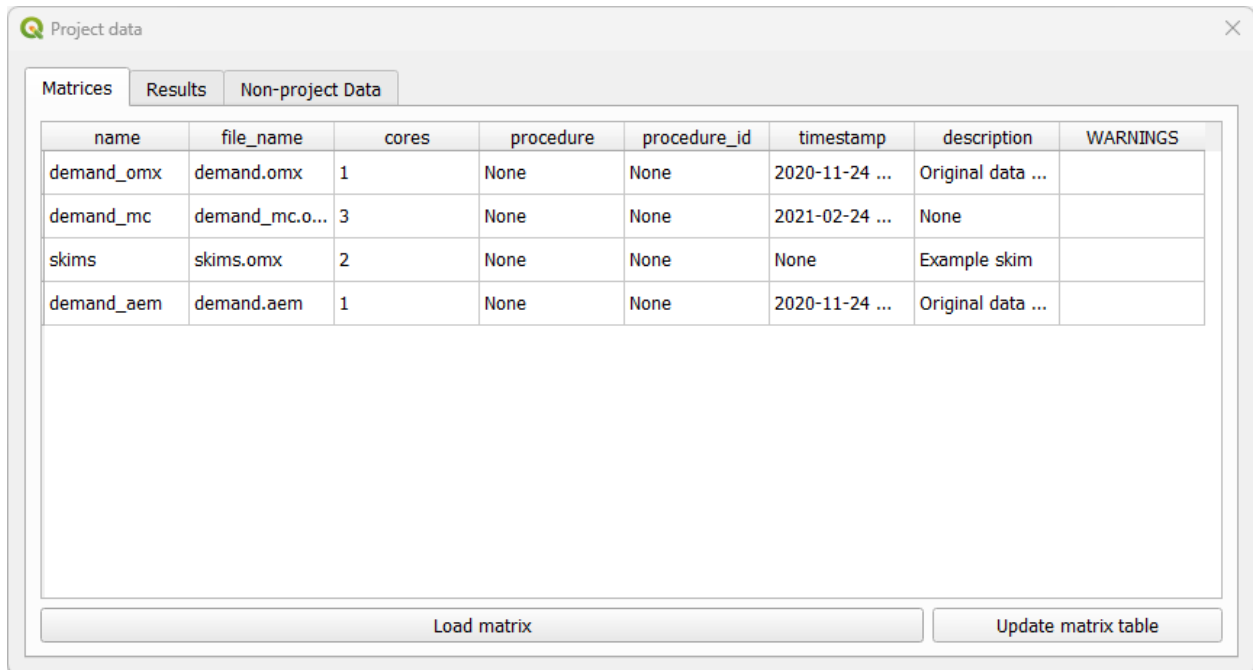 Project data
Matrices Results Non-project Data
name file_name cores procedure procedure_id timestamp description WARNINGS
demand_omx demand.omx 1 None None 2020-11-24 ... Original data ...
demand_mc demand_mc.o... 3 None None 2021-02-24 ... None
skims skims.omx 2 None None None Example skim
demand_aem demand.aem 1 None None 2020-11-24 ... Original data ...
Load matrix Update matrix table